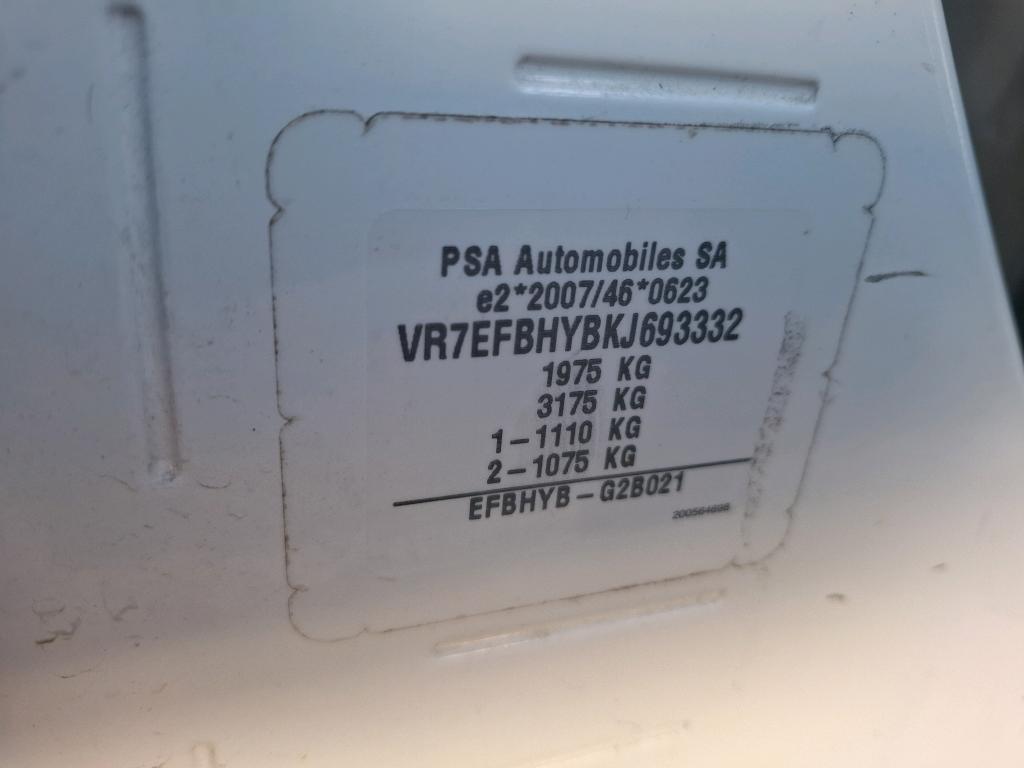 PSA Automobiles SA
e2*2007/46*0623
VR7EFBHYBKJ693332
1975 KG
3175 KG
1-1110 KG
2-1075 KG
EFBHYB-G2B021
200564698